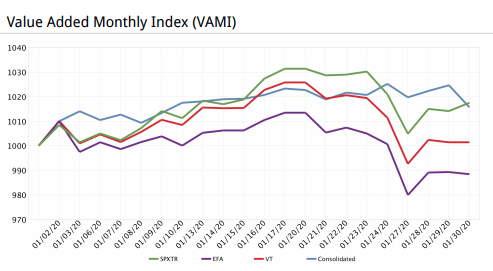 Value Added Monthly Index (VAMI)
1040
1030
1020
1010
1000
990
980
970
01/02/20 01/03/20 01/06/20 01/07/20 01/08/20 01/09/20 01/10/20 01/13/20 01/14/20 01/15/20 01/16/20 01/17/20 01/20/20 01/21/20 01/22/20 01/23/20 01/24/20 01/27/20 01/28/20 01/29/20 01/30/20
SPXTR EFA VT Consolidated